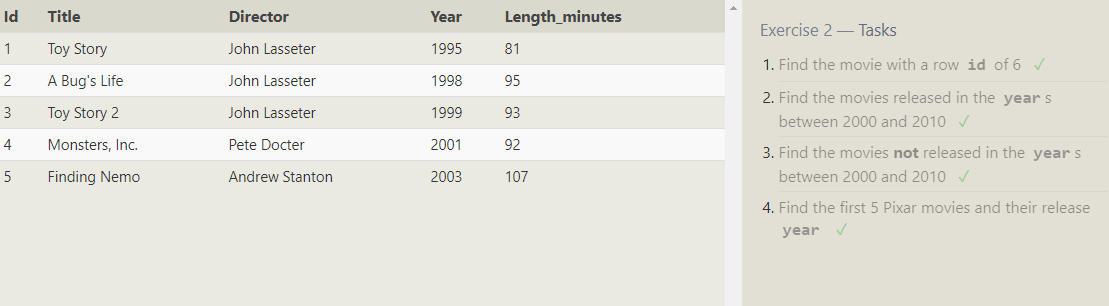 Id Title Director Year Length_minutes
1 Toy Story John Lasseter 1995 81
2 A Bug's Life John Lasseter 1998 95
3 Toy Story 2 John Lasseter 1999 93
4 Monsters, Inc. Pete Docter 2001 92
5 Finding Nemo Andrew Stanton 2003 107
Exercise 2 — Tasks
1. Find the movie with a row id of 6 ✓
2. Find the movies released in the year s
between 2000 and 2010 ✓
3. Find the movies not released in the year s
between 2000 and 2010 ✓
4. Find the first 5 Pixar movies and their release
year ✓